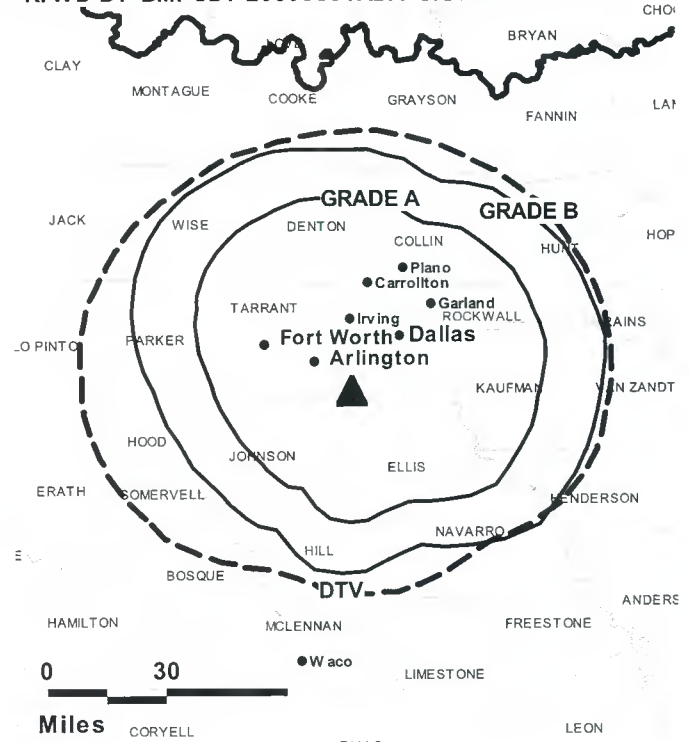 CLAY
BRYAN
MONTAGUE
COOKE
GRAYSON
FANNIN
GRADE A
GRADE B
JACK
WISE
DENTON
COLLIN
HUNT
Plano
Carrollton
Garland
TARRANT
Irving
ROCKWALL
RAINS
PARKER
Fort Worth
Dallas
Arlington
KAUFMAN
VAN ZANDT
HOOD
JOHNSON
ELLIS
ERATH
SOMERVELL
HENDERSON
NAVARRO
HILL
BOSQUE
DTV
HAMILTON
MCLENNAN
FREESTONE
ANDERS
Waco
LIMESTONE
0 30
Miles
CORYELL
LEON